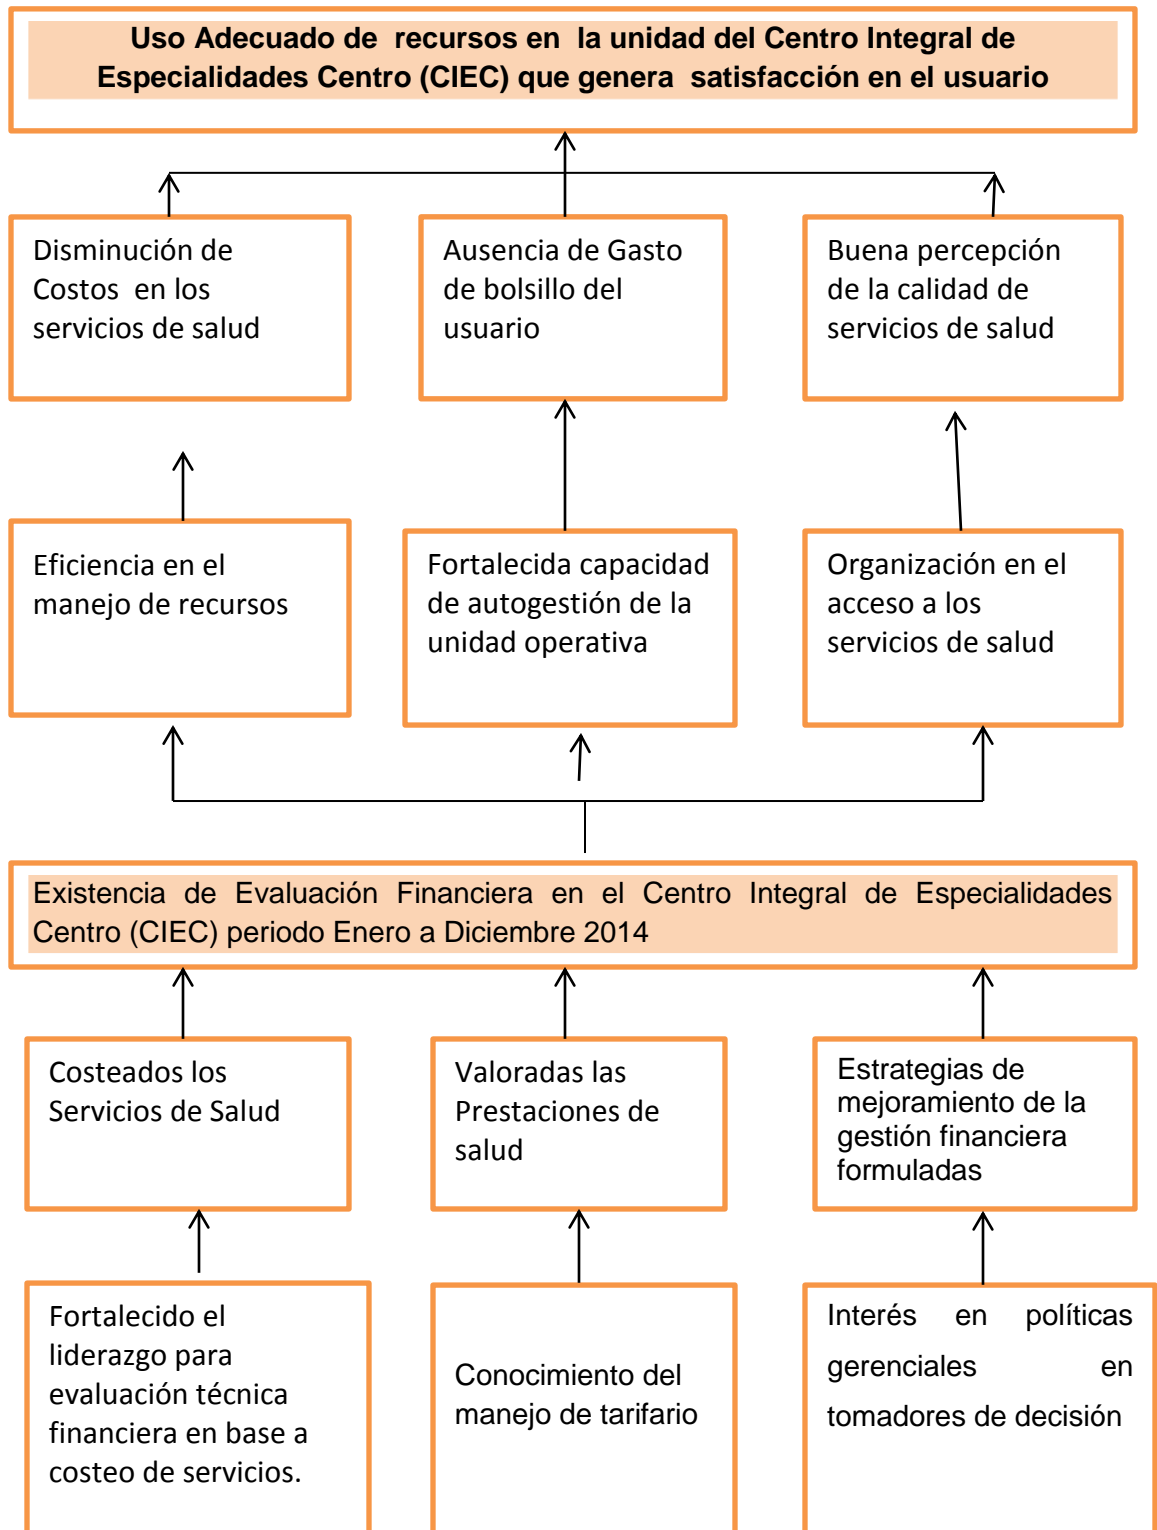 Uso Adecuado de recursos en la unidad del Centro Integral de
Especialidades Centro (CIEC) que genera satisfacción en el usuario
Disminución de
Costos en los
servicios de salud
Ausencia de Gasto
de bolsillo del
usuario
Buena percepción
de la calidad de
servicios de salud
Eficiencia en el
manejo de recursos
Fortalecida capacidad
de autogestión de la
unidad operativa
Organización en el
acceso a los
servicios de salud
Existencia de Evaluación Financiera en el Centro Integral de Especialidades
Centro (CIEC) periodo Enero a Diciembre 2014
Costeados los
Servicios de Salud
Valoradas las
Prestaciones de
salud
Estrategias de
mejoramiento de la
gestión financiera
formuladas
Fortalecido el
liderazgo para
evaluación técnica
financiera en base a
costeo de servicios.
Conocimiento del
manejo de tarifario
Interés en políticas
gerenciales en
tomadores de decisión